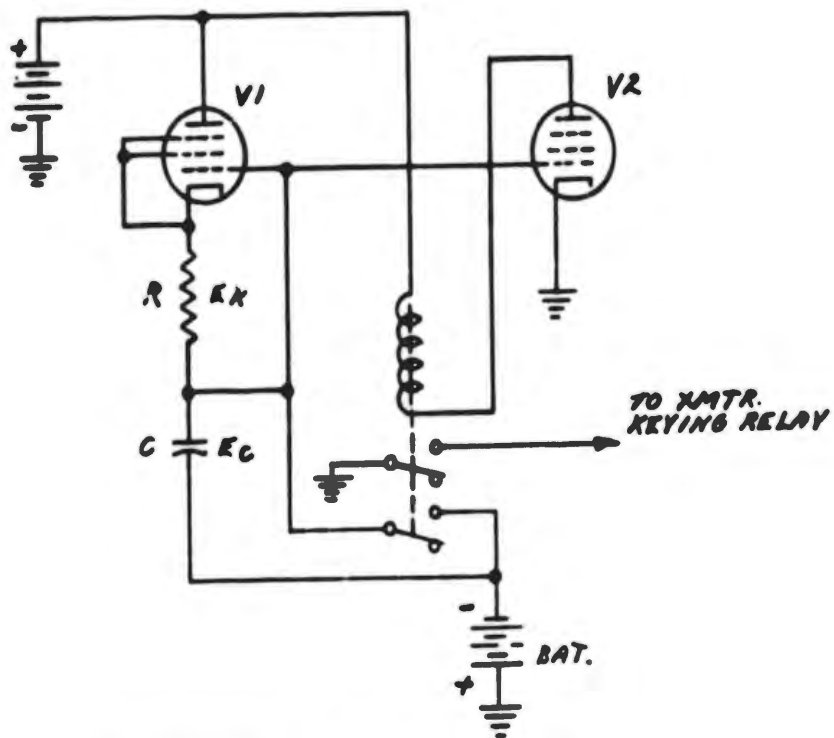 +
-
V1
V2
R
EK
C
EC
TO XMTR.
KEYING RELAY
-
BAT.
+